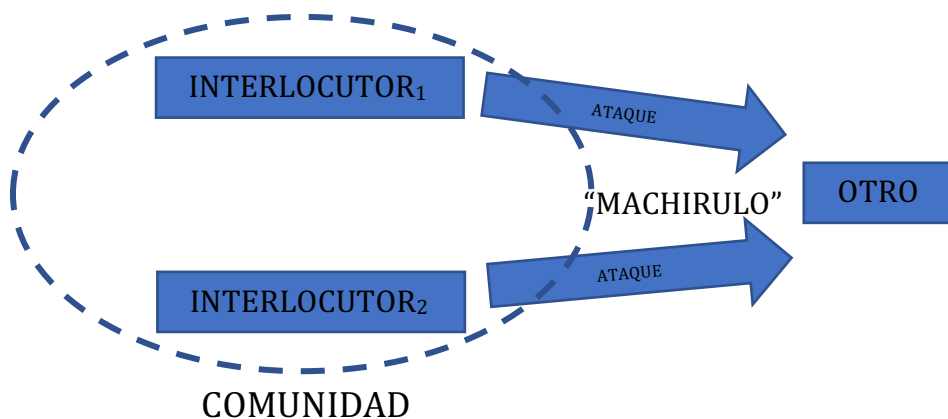 INTERLOCUTOR₁
ATAQUE
“MACHIRULO”
OTRO
ATAQUE
INTERLOCUTOR₂
COMUNIDAD